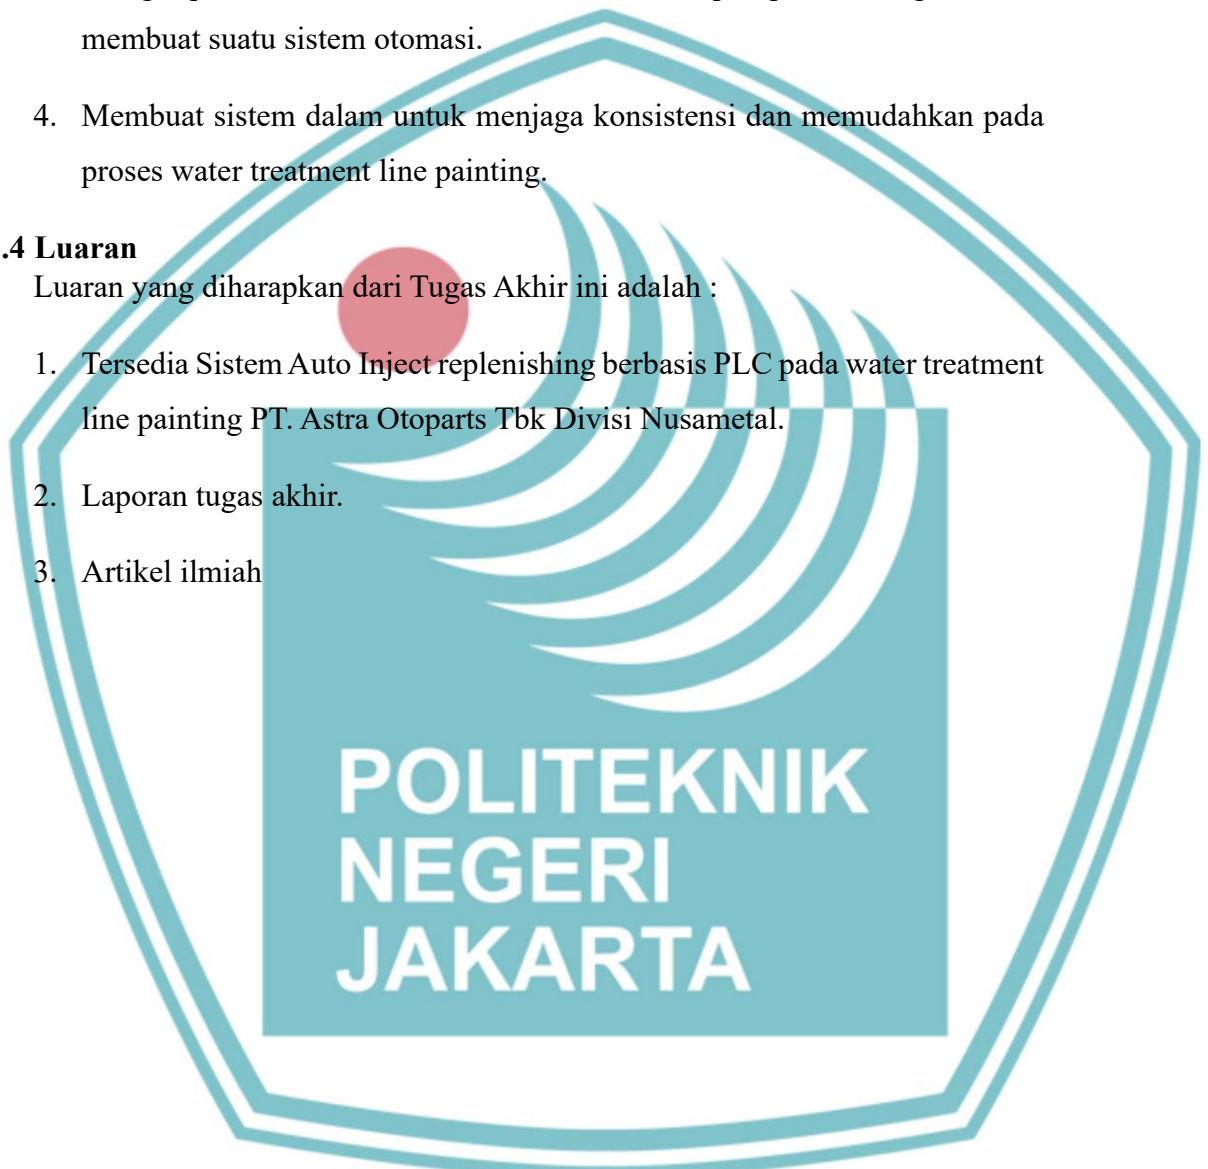 membuat suatu sistem otomasi.
4. Membuat sistem dalam untuk menjaga konsistensi dan memudahkan pada
proses water treatment line painting.
.4 Luaran
Luaran yang diharapkan dari Tugas Akhir ini adalah :
1. Tersedia Sistem Auto Inject replenishing berbasis PLC pada water treatment
line painting PT. Astra Otoparts Tbk Divisi Nusametal.
2. Laporan tugas akhir.
3. Artikel ilmiah
POLITEKNIK
NEGERI
JAKARTA